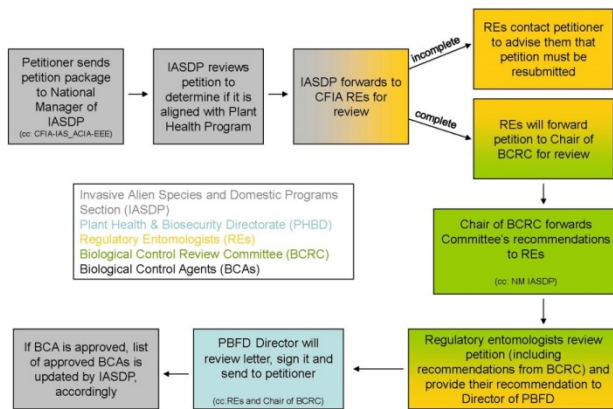 Petitioner sends
petition package
to National
Manager of
IASDP
(cc: CFIA-IAS_ACIA-EEE)
IASDP reviews
petition to
determine if it is
aligned with Plant
Health Program
IASDP forwards to
CFIA REs for
review
incomplete
complete
REs contact petitioner
to advise them that
petition must be
resubmitted
REs will forward
petition to Chair of
BCRC for review
Invasive Alien Species and Domestic Programs
Section (IASDP)
Plant Health & Biosecurity Directorate (PHBD)
Regulatory Entomologists (REs)
Biological Control Review Committee (BCRC)
Biological Control Agents (BCAs)
Chair of BCRC forwards
Committee's recommendations
to REs
(cc: NM IASDP)
If BCA is approved, list
of approved BCAs is
updated by IASDP,
accordingly
PBFD Director will
review letter, sign it and
send to petitioner
(cc:REs and Chair of BCRC)
Regulatory entomologists review
petition (including
recommendations from BCRC) and
provide their recommendation to
Director of PBFD